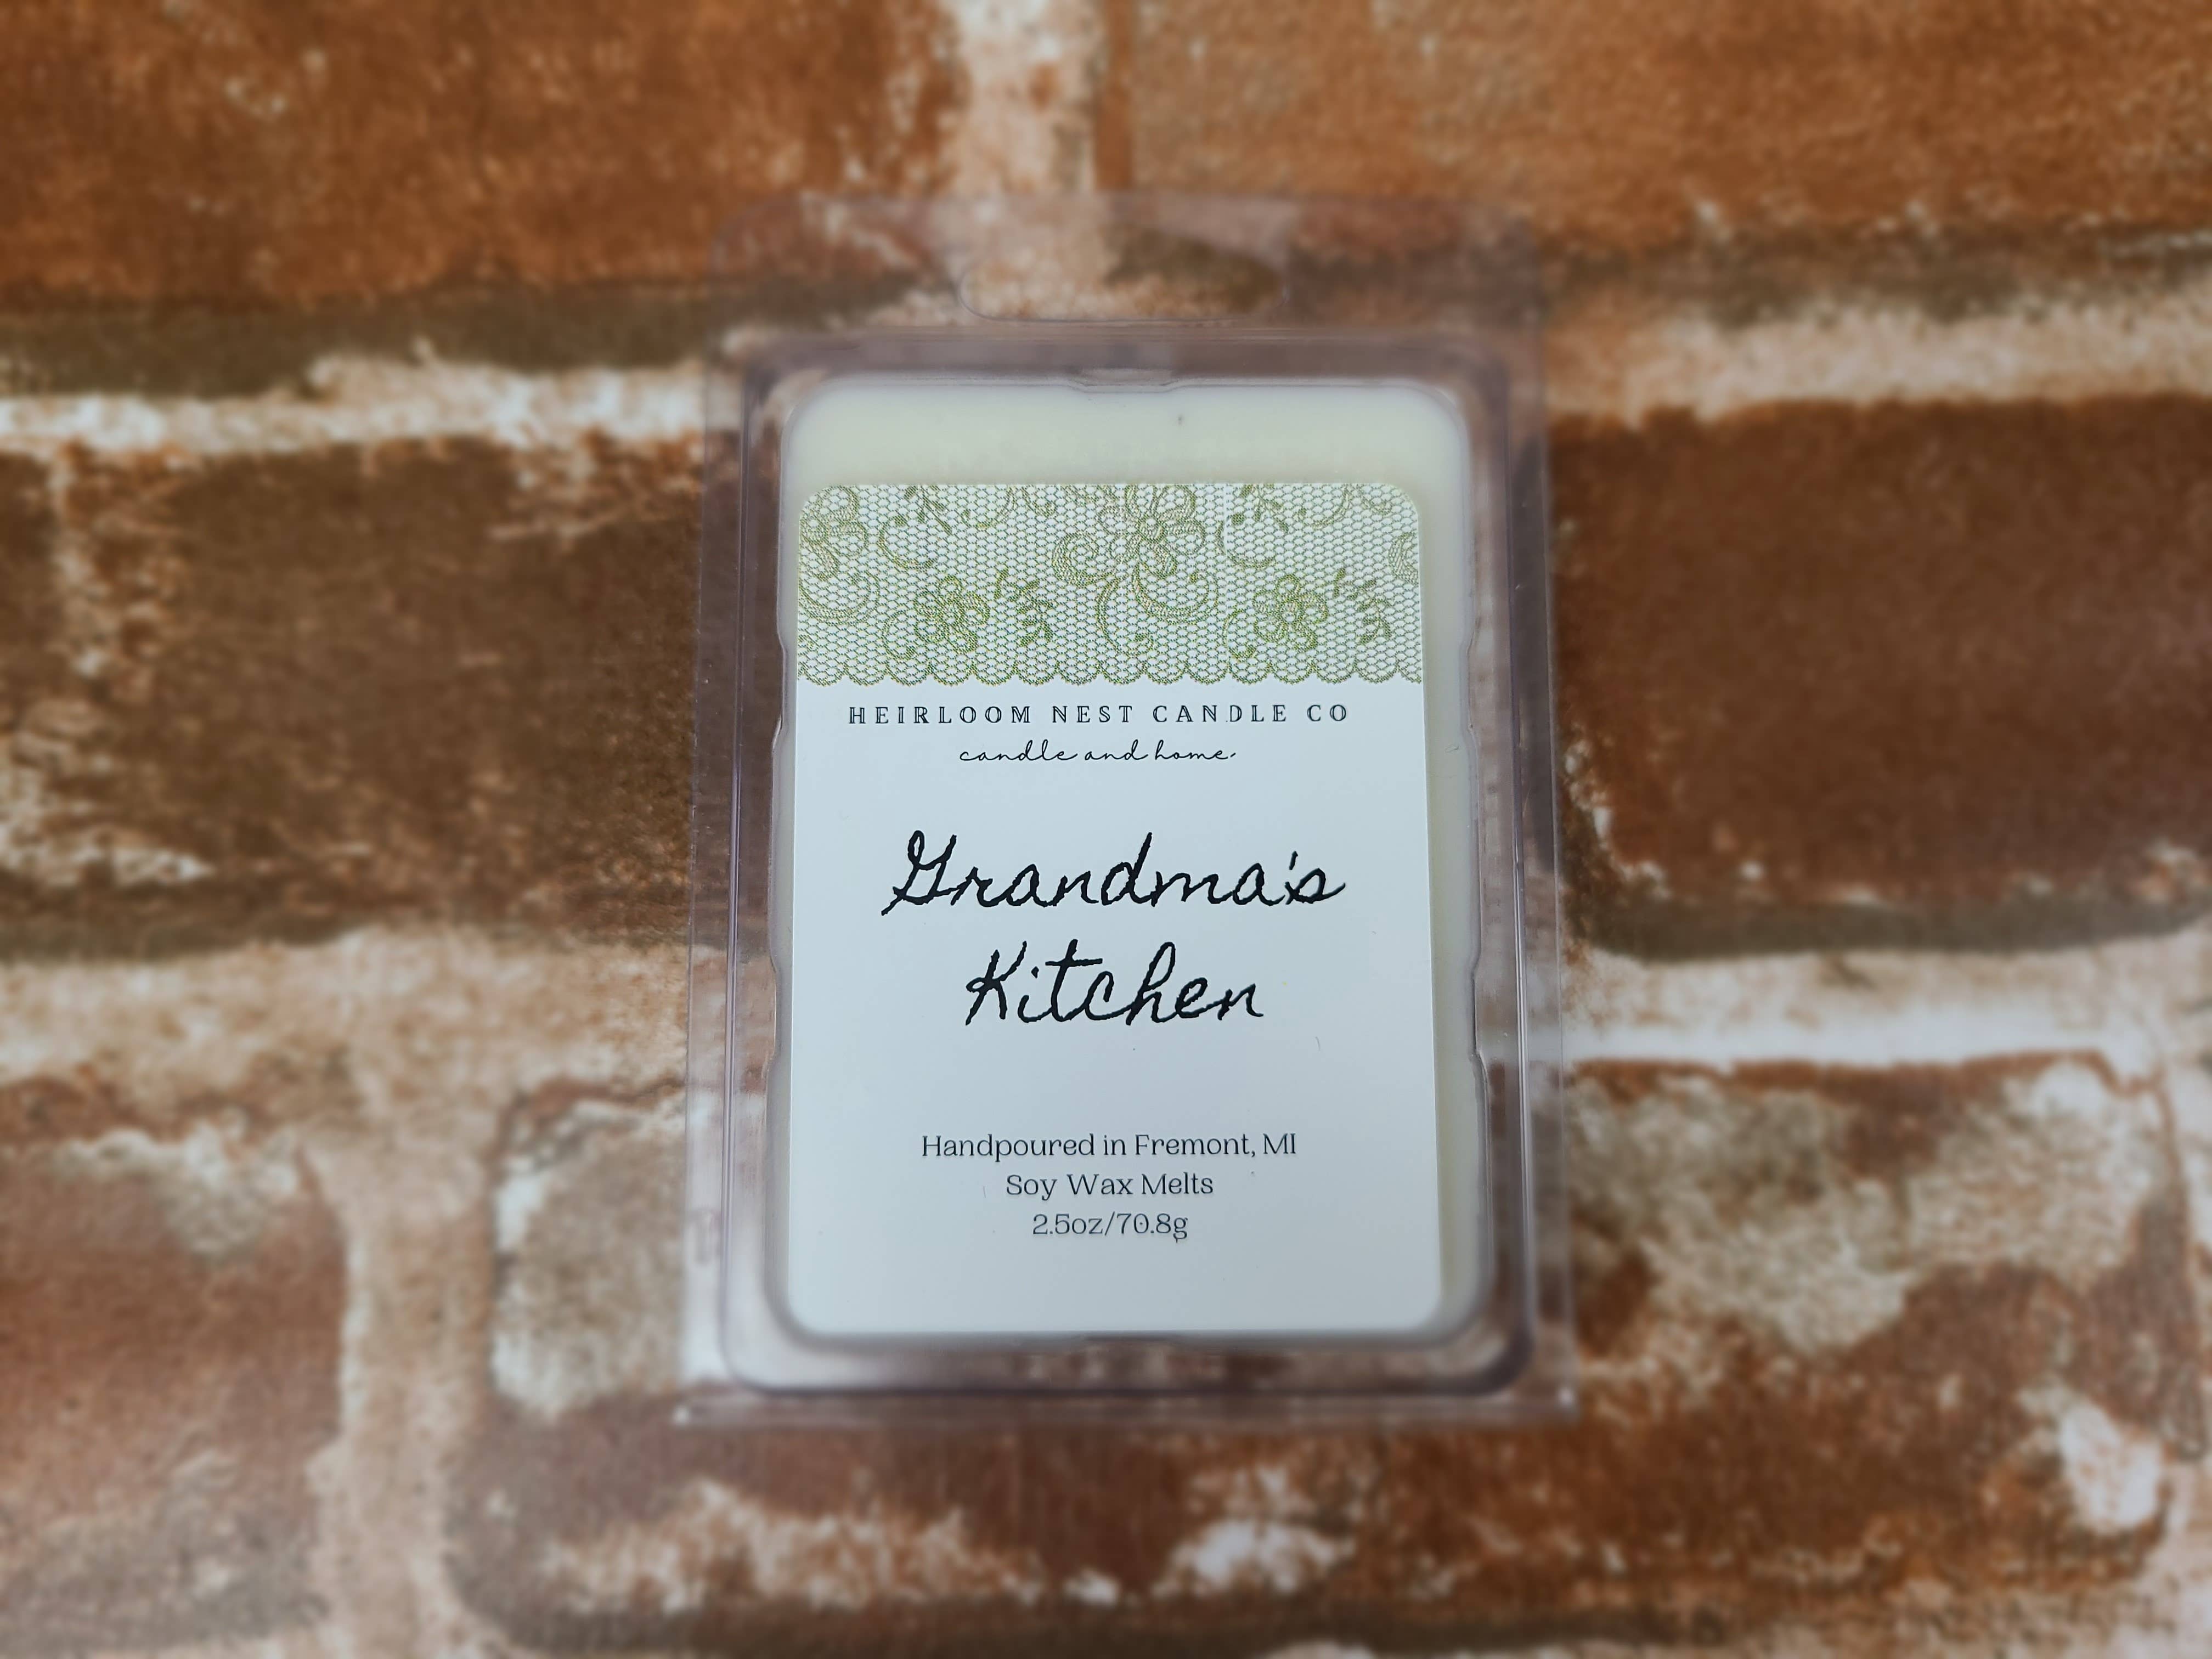 HEIRLOOM NEST CANDLE CO
candle and home
Grandma's
Kitchen
Handpoured in Fremont, MI
Soy Wax Melts
2.5oz/70.8g